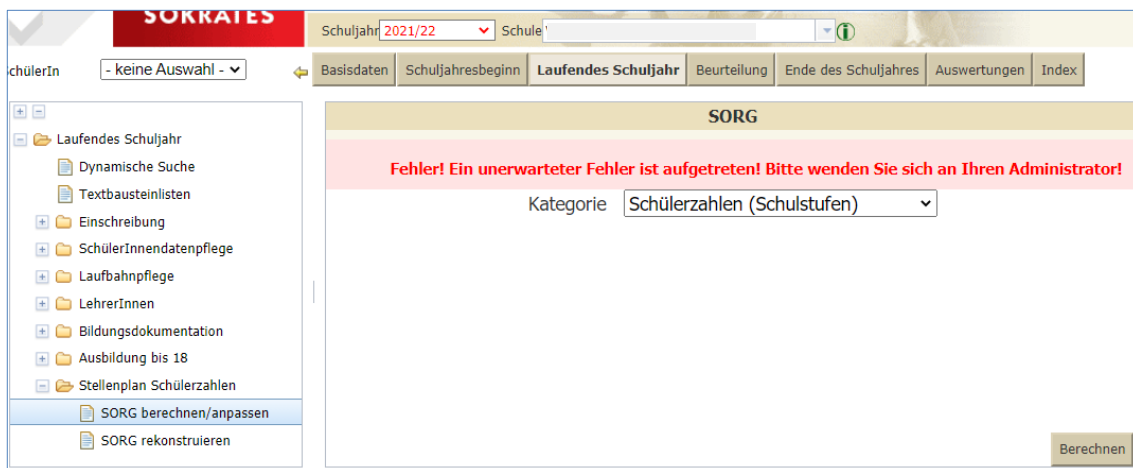 SOKRATES
Schuljahr 2021/22 Schule
chülerIn - keine Auswahl -
Basisdaten Schuljahresbeginn Laufendes Schuljahr Beurteilung Ende des Schuljahres Auswertungen Index
Laufendes Schuljahr
Dynamische Suche
Textbausteinlisten
Einschreibung
SchülerInnendatenpflege
Laufbahnpflege
LehrerInnen
Bildungsdokumentation
Ausbildung bis 18
Stellenplan Schülerzahlen
SORG berechnen/anpassen
SORG rekonstruieren
SORG
Fehler! Ein unerwarteter Fehler ist aufgetreten! Bitte wenden Sie sich an Ihren Administrator!
Kategorie Schülerzahlen (Schulstufen)
Berechnen